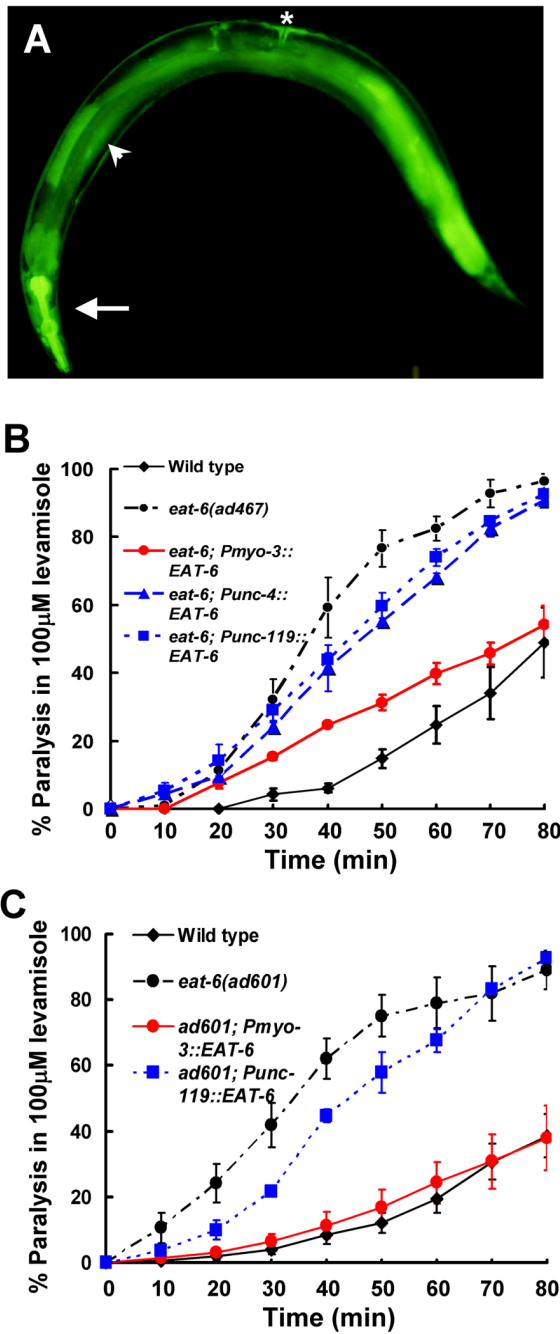 A
*
B
% Paralysis in 100μM levamisole
100
80
60
40
20
0
Wild type
eat-6(ad467)
eat-6; Pmyo-3::
EAT-6
eat-6; Punc-4::
EAT-6
eat-6; Punc-119::
EAT-6
0 10 20 30 40 50 60 70 80
Time (min)
C
% Paralysis in 100μM levamisole
100
80
60
40
20
0
Wild type
eat-6(ad601)
ad601; Pmyo-
3::EAT-6
ad601; Punc-
119::EAT-6
0 10 20 30 40 50 60 70 80
Time (min)